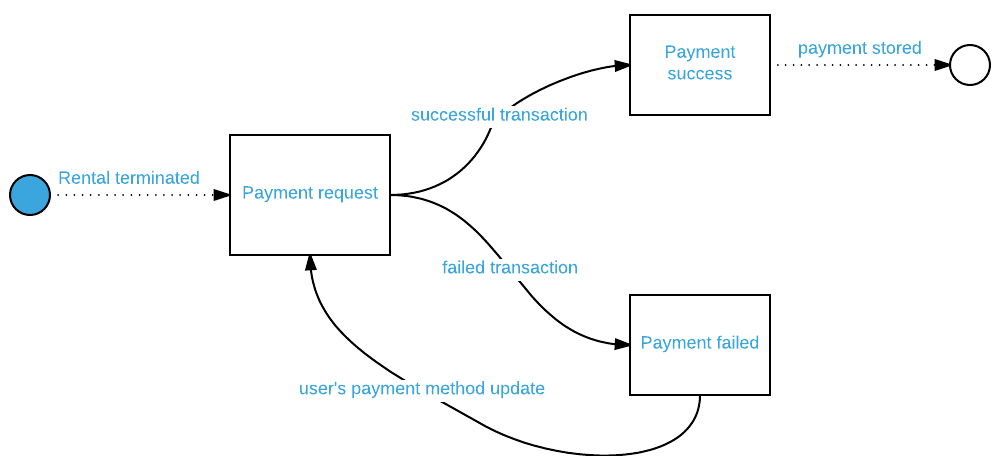 Payment
success
payment stored
successful transaction
Rental terminated
Payment request
failed transaction
Payment failed
user's payment method update